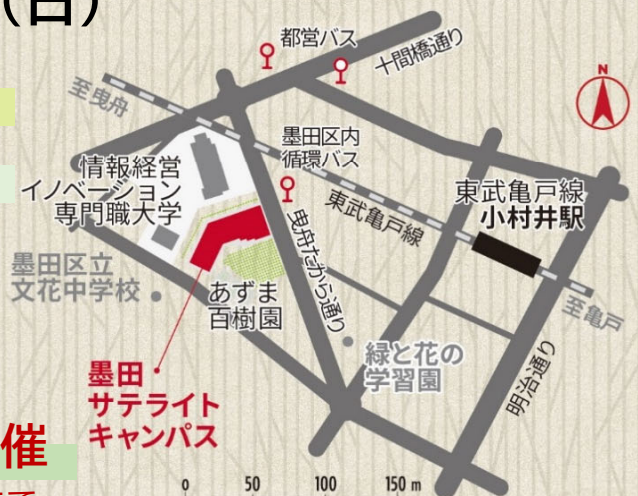 (日)
都営バス
十間橋通り
N
至曳舟
墨田区内
循環バス
情報経営
イノベーション
専門職大学
東武亀戸線
小村井駅
東武亀戸線
曳舟たから通り
墨田区立
文花中学校
あずま
百樹園
至亀戸
緑と花の
学習園
明治通り
墨田
サテライト
キャンパス
催
0 50 100 150 m